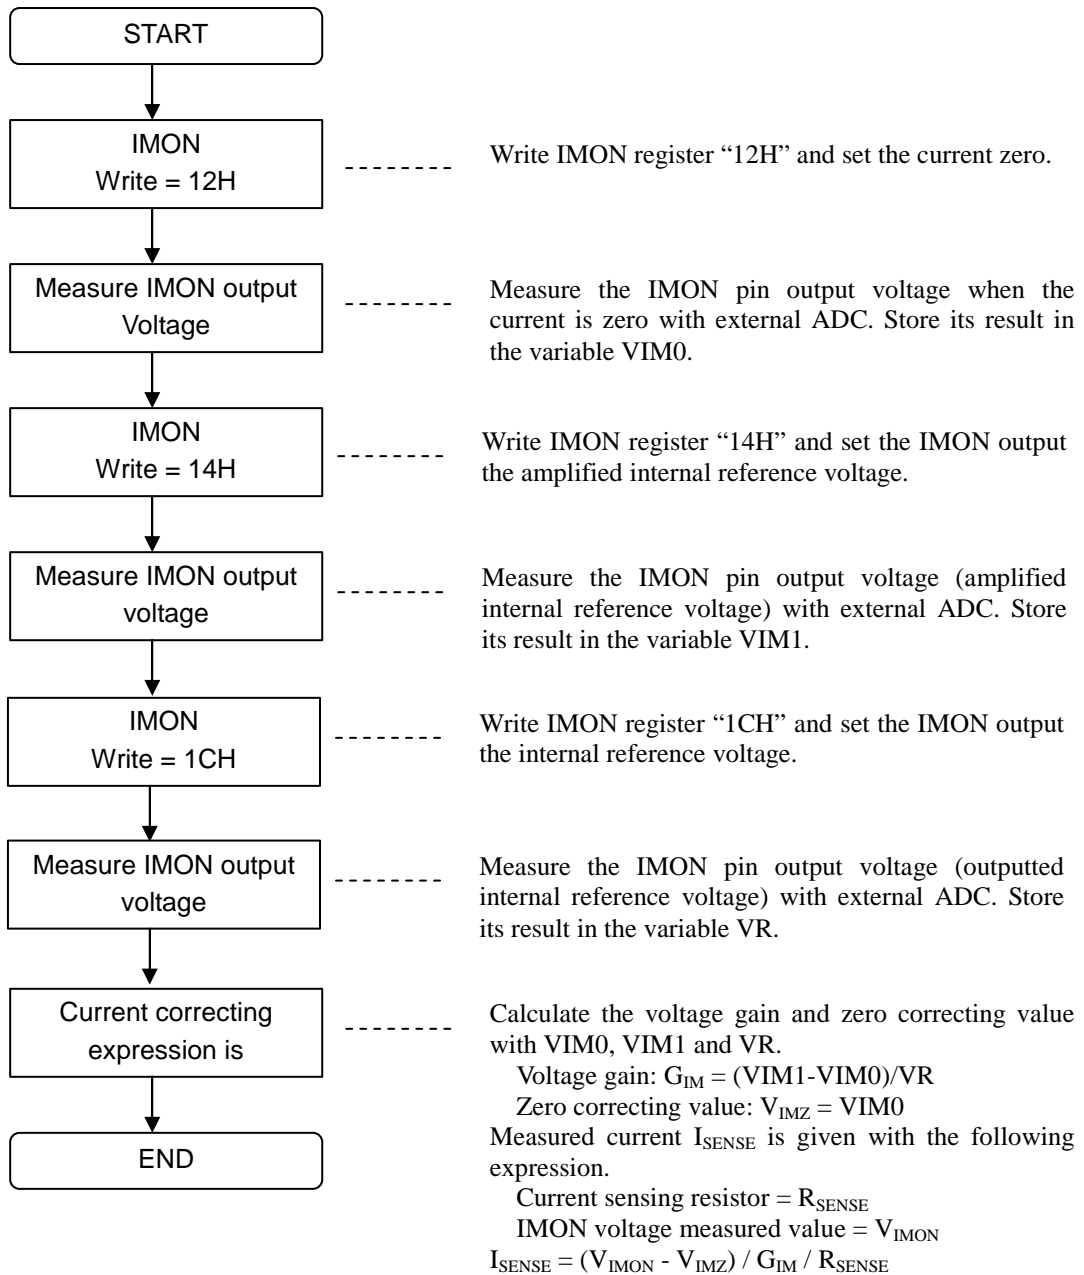 START
IMON
Write = 12H
Write IMON register “12H” and set the current zero.
Measure IMON output
Voltage
Measure the IMON pin output voltage when the
current is zero with external ADC. Store its result in
the variable VIM0.
IMON
Write = 14H
Write IMON register “14H” and set the IMON output
the amplified internal reference voltage.
Measure IMON output
voltage
Measure the IMON pin output voltage (amplified
internal reference voltage) with external ADC. Store
its result in the variable VIM1.
IMON
Write = 1CH
Write IMON register “1CH” and set the IMON output
the internal reference voltage.
Measure IMON output
voltage
Measure the IMON pin output voltage (outputted
internal reference voltage) with external ADC. Store
its result in the variable VR.
Current correcting
expression is
Calculate the voltage gain and zero correcting value
with VIM0, VIM1 and VR.
Voltage gain: GIM = (VIM1-VIM0)/VR
Zero correcting value: VIMZ = VIM0
Measured current ISENSE is given with the following
expression.
Current sensing resistor = RSENSE
IMON voltage measured value = VIMON
ISENSE = (VIMON - VIMZ) / GIM / RSENSE
END